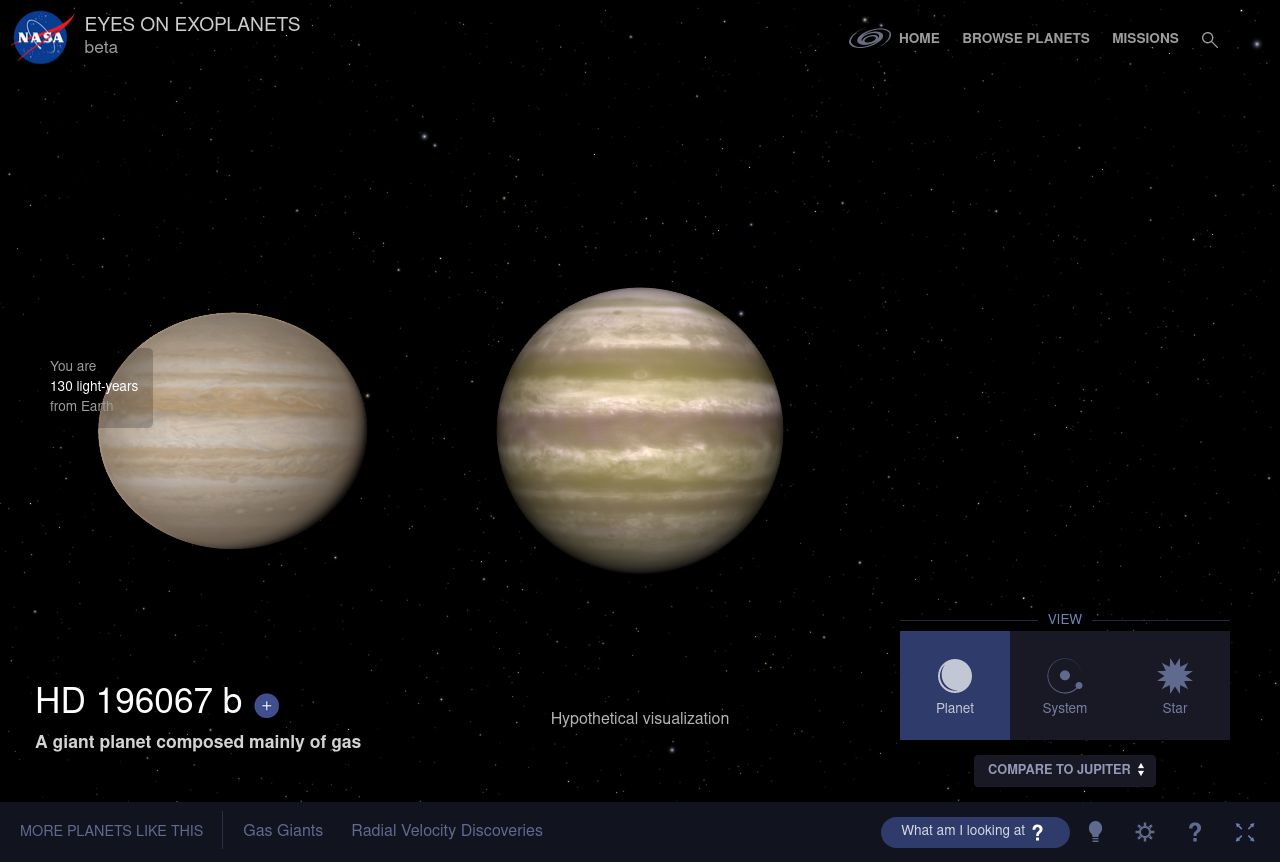 NASA
EYES ON EXOPLANETS
beta
HOME
BROWSE PLANETS
MISSIONS
You are
130 light-years
from Earth
HD 196067 b +
A giant planet composed mainly of gas
Hypothetical visualization
VIEW
Planet
System
Star
COMPARE TO JUPITER
MORE PLANETS LIKE THIS
Gas Giants
Radial Velocity Discoveries
What am I looking at ?
?